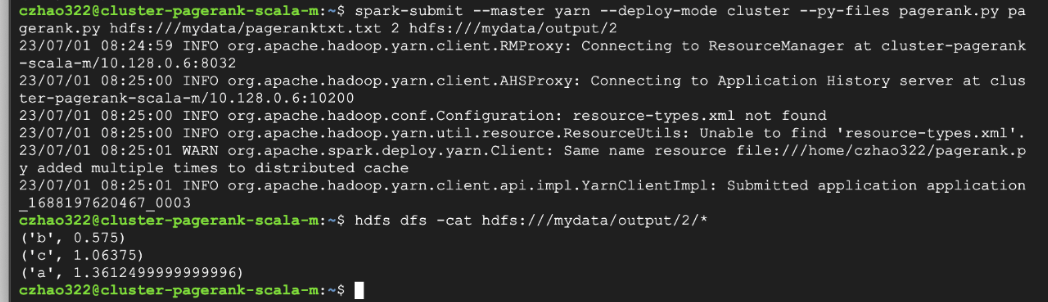 czhao322@cluster-pagerank-scala-m:~$ spark-submit --master yarn --deploy-mode cluster --py-files pagerank.py pa
gerank.py hdfs:///mydata/pageranktxt.txt 2 hdfs:///mydata/output/2
23/07/01 08:24:59 INFO org.apache.hadoop.yarn.client.RMProxy: Connecting to ResourceManager at cluster-pagerank
-scala-m/10.128.0.6:8032
23/07/01 08:25:00 INFO org.apache.hadoop.yarn.client.AHSProxy: Connecting to Application History server at clus
ter-pagerank-scala-m/10.128.0.6:10200
23/07/01 08:25:00 INFO org.apache.hadoop.conf.Configuration: resource-types.xml not found
23/07/01 08:25:00 INFO org.apache.hadoop.yarn.util.resource.ResourceUtils: Unable to find 'resource-types.xml'.
23/07/01 08:25:01 WARN org.apache.spark.deploy.yarn.Client: Same name resource file:///home/czhao322/pagerank.p
y added multiple times to distributed cache
23/07/01 08:25:01 INFO org.apache.hadoop.yarn.client.api.impl.YarnClientImpl: Submitted application application
_1688197620467_0003
czhao322@cluster-pagerank-scala-m:~$ hdfs dfs -cat hdfs:///mydata/output/2/*
('b', 0.575)
('c', 1.06375)
('a', 1.3612499999999996)
czhao322@cluster-pagerank-scala-m:~$